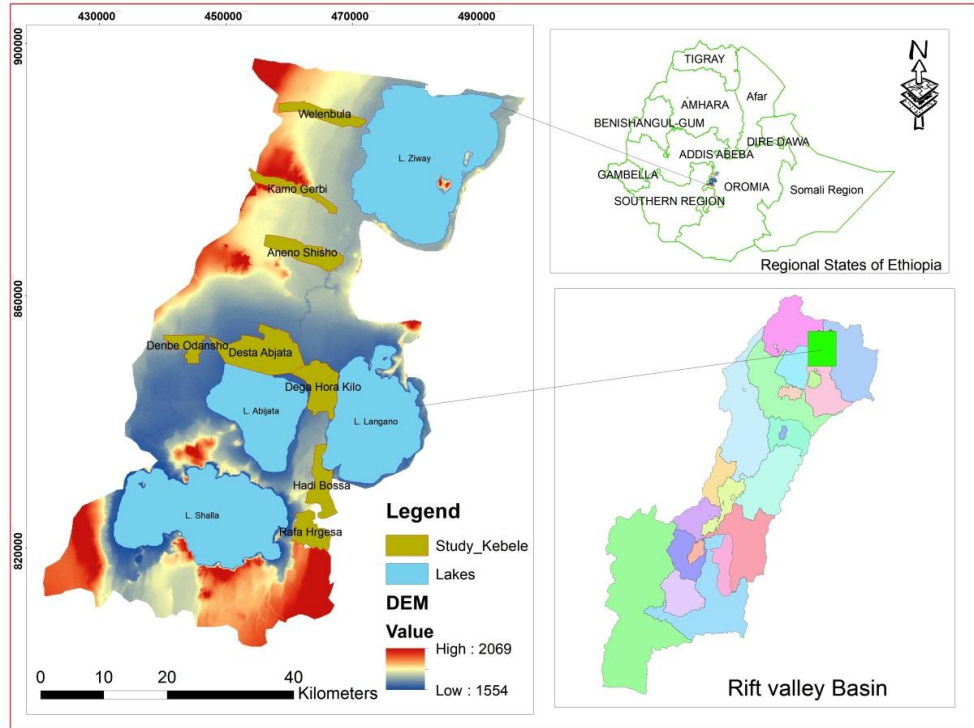 430000
450000
470000
490000
900000
860000
820000
Welenbula
L. Ziway
Kamo Gerbi
Aneno Shisho
Denbe Odansho
Desta Abjata
Dega Hora Kilo
L. Abijata
L. Langano
Hadi Bossa
L. Shalla
Rafa Hrgesa
Legend
Study_Kebele
Lakes
DEM
Value
High : 2069
Low : 1554
0 10 20 40
Kilometers
N
TIGRAY
Afar
AMHARA
BENISHANGUL-GUM
DIRE DAWA
ADDIS ABEBA
GAMBELLA
OROMIA
Somali Region
SOUTHERN REGION
Regional States of Ethiopia
Rift valley Basin